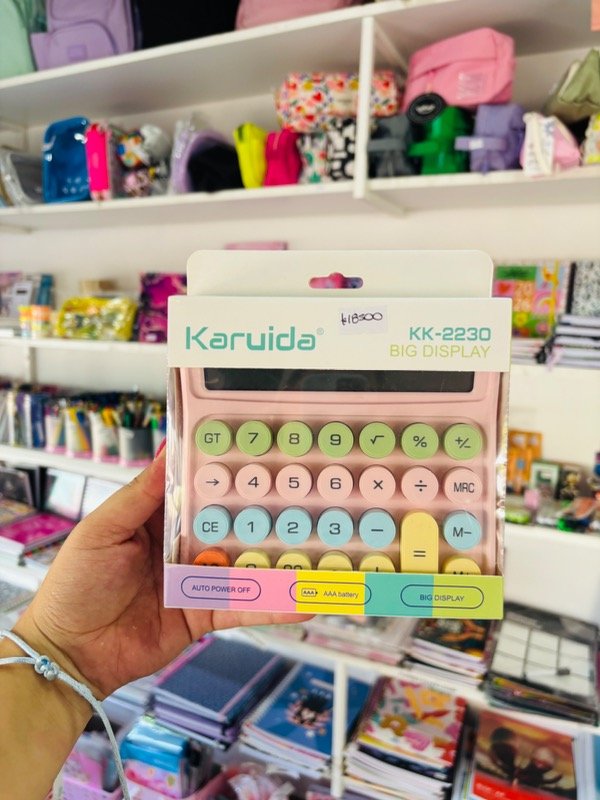 Karuida®
₺18500
KK-2230
BIG DISPLAY
GT 7 8 9 √ % +/-
→ 4 5 6 × ÷ MRC
CE 1 2 3 − = M−
AUTO POWER OFF
AAA AAA battery
BIG DISPLAY